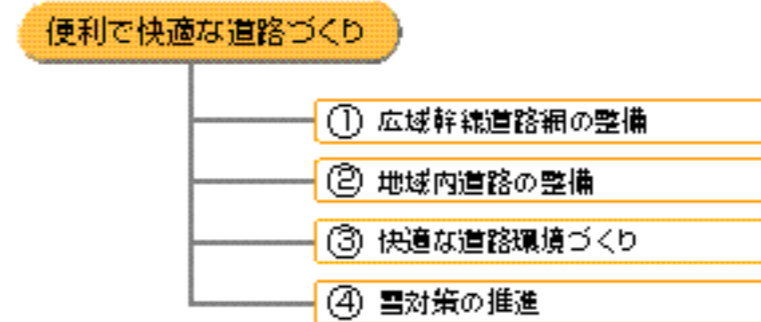 便利で快適な道路づくり
① 広域幹線道路網の整備
② 地域内道路の整備
③ 快適な道路環境づくり
④ 雪対策の推進